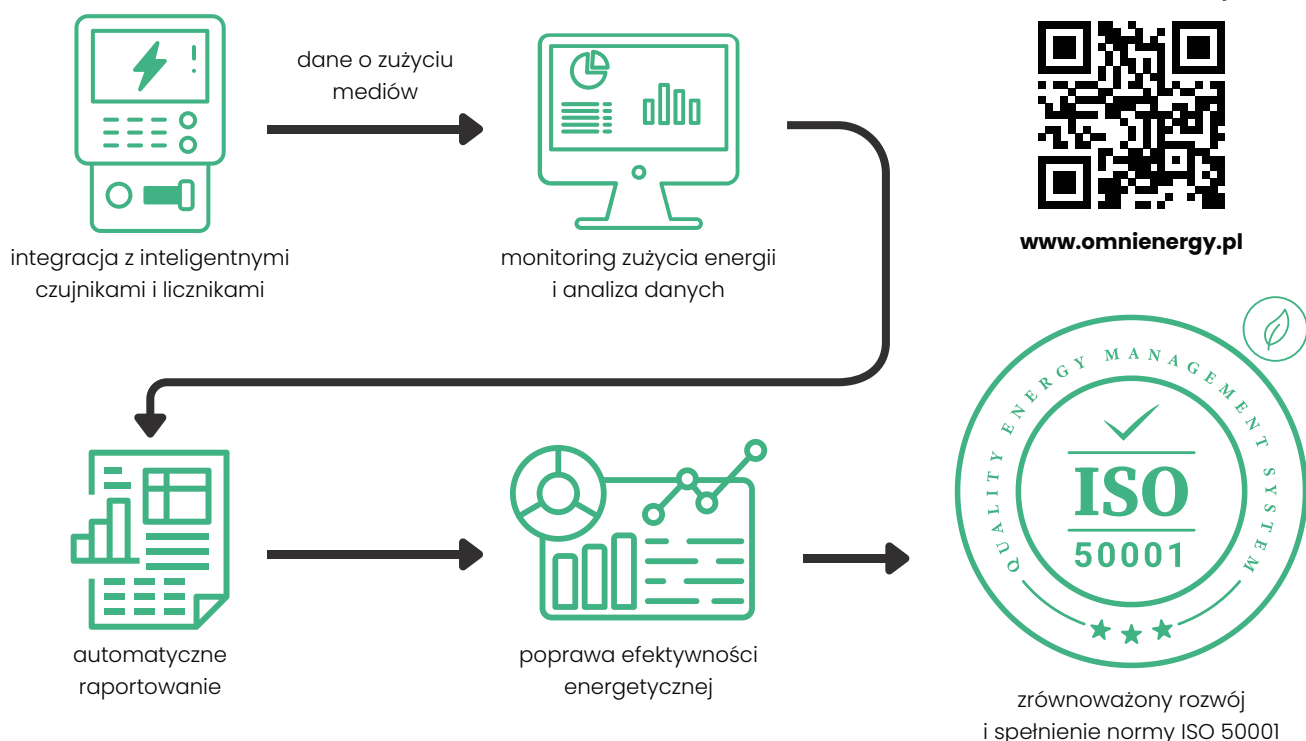 dane o zużyciu
mediów
integracja z inteligentnymi
czujnikami i licznikami
monitoring zużycia energii
i analiza danych
www.omnienergy.pl
automatyczne
raportowanie
poprawa efektywności
energetycznej
QUALITY ENERGY MANAGEMENT SYSTEM
ISO
50001
zrównoważony rozwój
i spełnienie normy ISO 50001